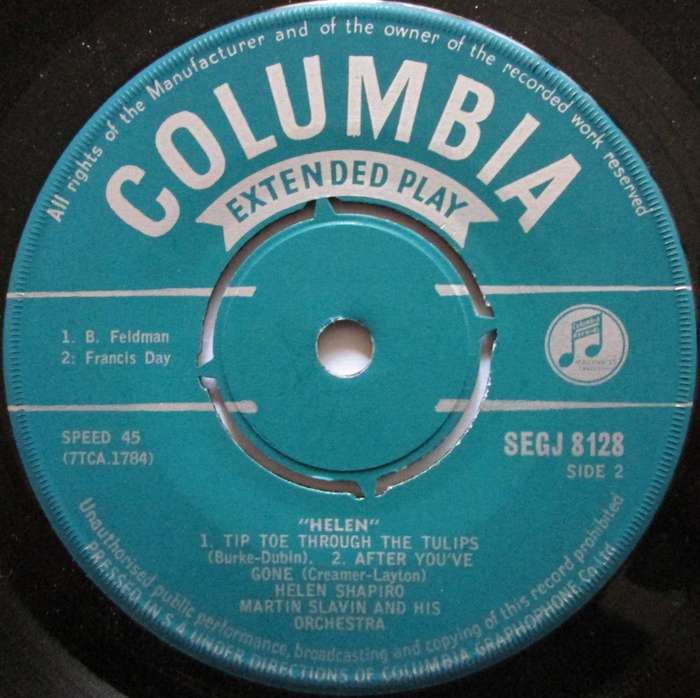 All rights of the Manufacturer and of the owner of the recorded work reserved
COLUMBIA
EXTENDED PLAY
1. B. Feldman
2: Francis Day
SPEED 45
(7TCA.1784)
SEGJ 8128
SIDE 2
"HELEN"
1. TIP TOE THROUGH THE TULIPS
(Burke-Dubin). 2. AFTER YOU'VE
GONE (Creamer-Layton)
HELEN SHAPIRO
MARTIN SLAVIN AND HIS
ORCHESTRA
Unauthorised public performance, broadcasting and copying of this record prohibited
PRESSED IN S.A. UNDER DIRECTIONS OF COLUMBIA GRAPHOPHONE Co. Ltd.